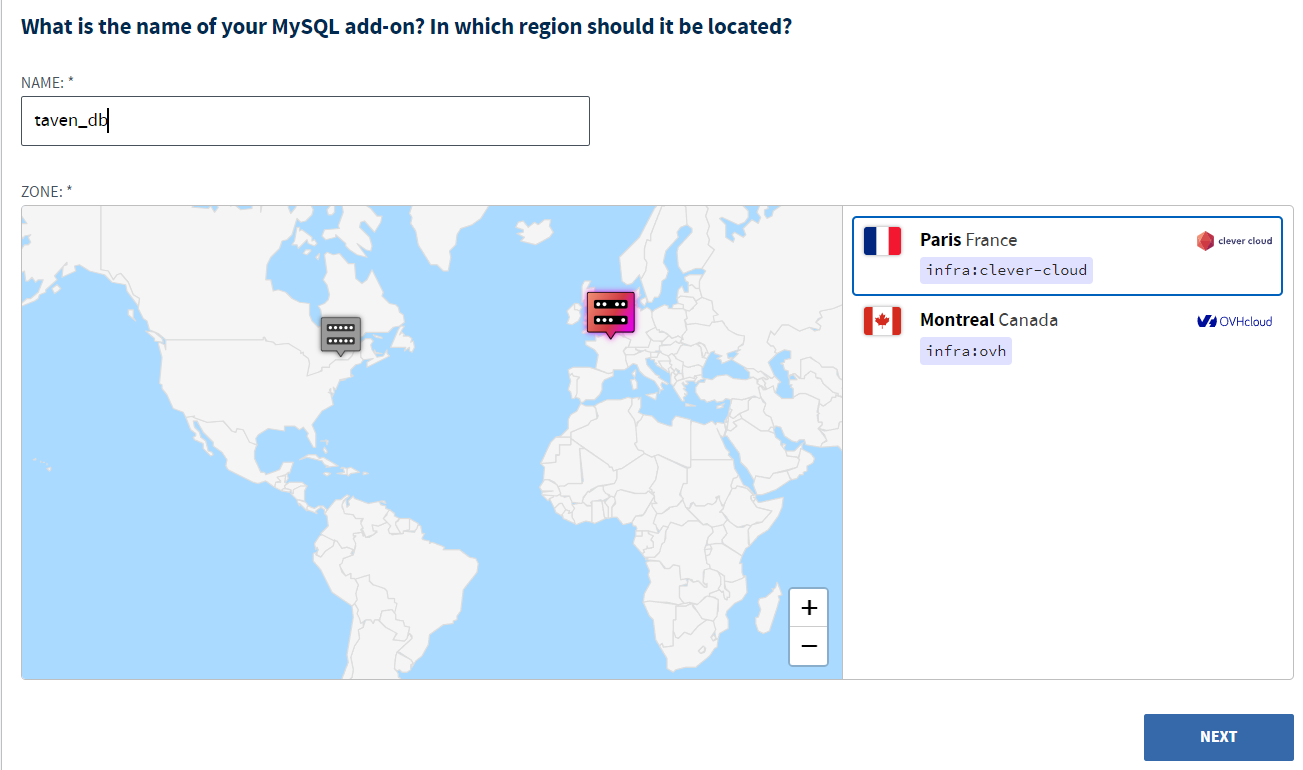 What is the name of your MySQL add-on? In which region should it be located?
NAME: *
taven_db
ZONE: *
Paris France
clever cloud
infra:clever-cloud
Montreal Canada
OVHcloud
infra:ovh
+
−
NEXT